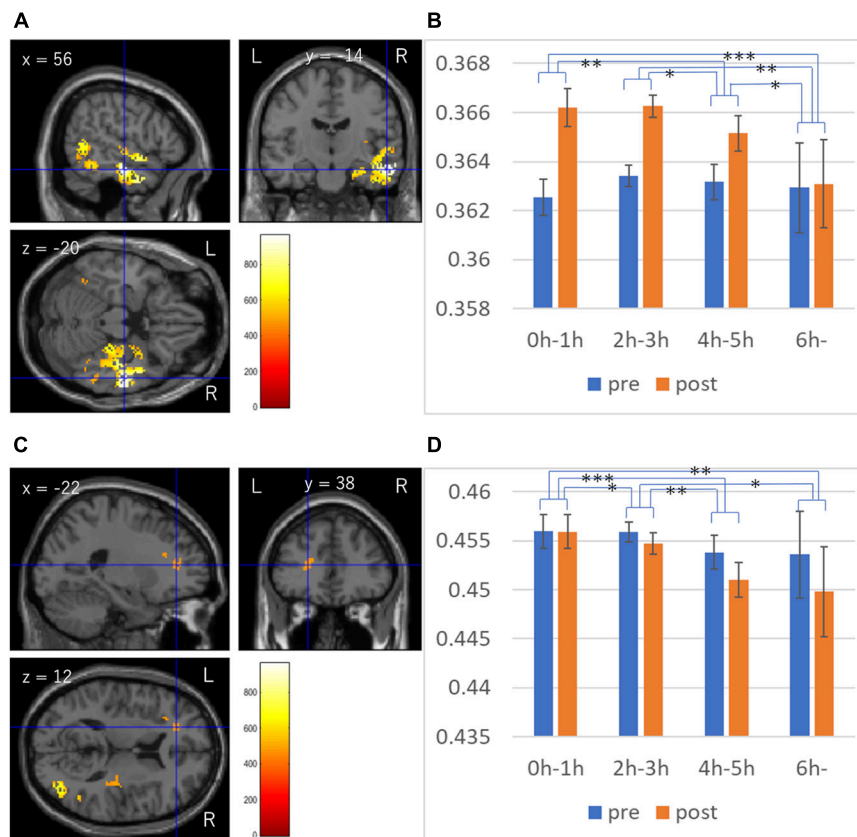 A
x = 56
L
y = -14
R
z = -20
L
R
800
600
400
200
0
B
0.368
0.366
0.364
0.362
0.36
0.358
***
**
**
*
*
0h-1h 2h-3h 4h-5h 6h-
pre post
C
x = -22
L
y = 38
R
z = 12
L
R
800
600
400
200
0
D
0.46
0.455
0.45
0.445
0.44
0.435
**
***
*
*
**
0h-1h 2h-3h 4h-5h 6h-
pre post